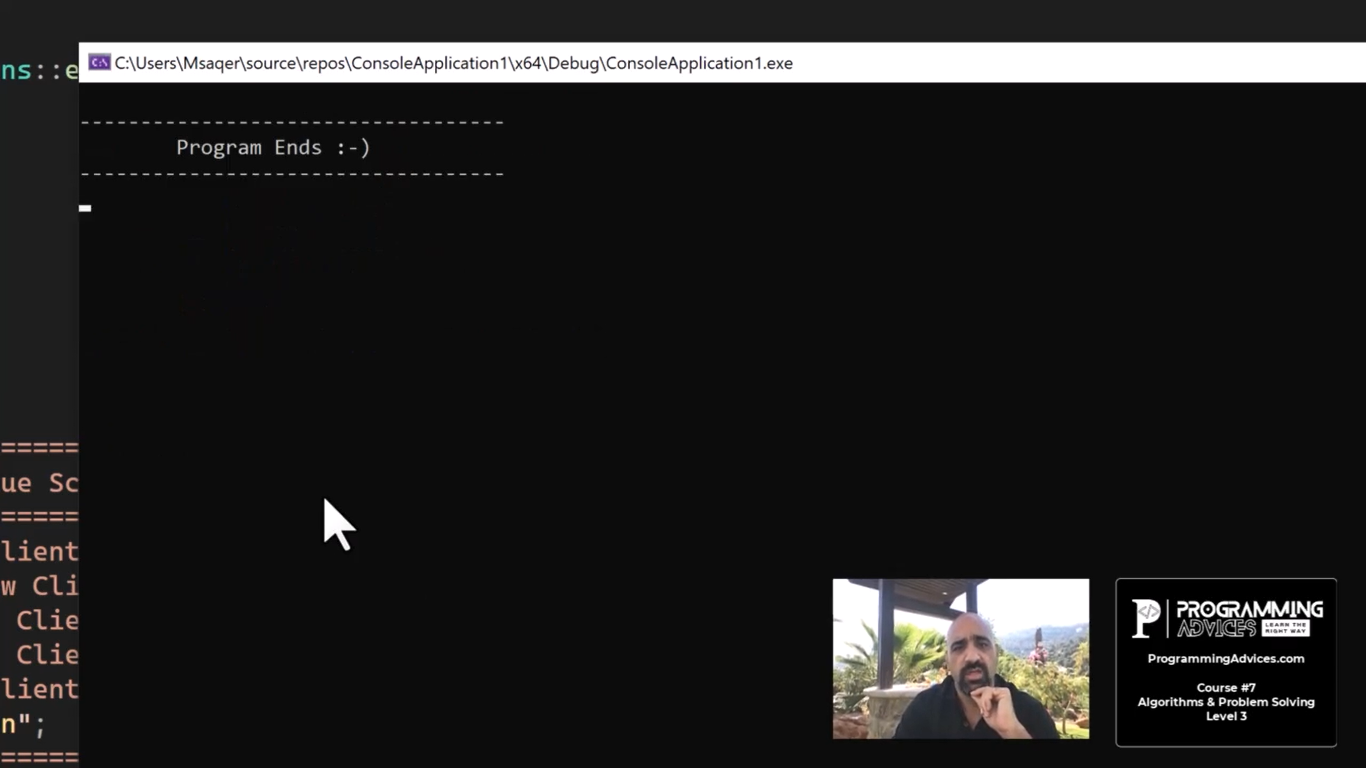 ns::e
C:\Users\Msaqer\source\repos\ConsoleApplication1\x64\Debug\ConsoleApplication1.exe
-----------------------------------
Program Ends :-)
-----------------------------------
=====
ue Sc
=====
lient
w Cli
Clie
Clie
lient
n";
=====
P </> PROGRAMMING
ADVICES LEARN THE
RIGHT WAY
ProgrammingAdvices.com
Course #7
Algorithms & Problem Solving
Level 3